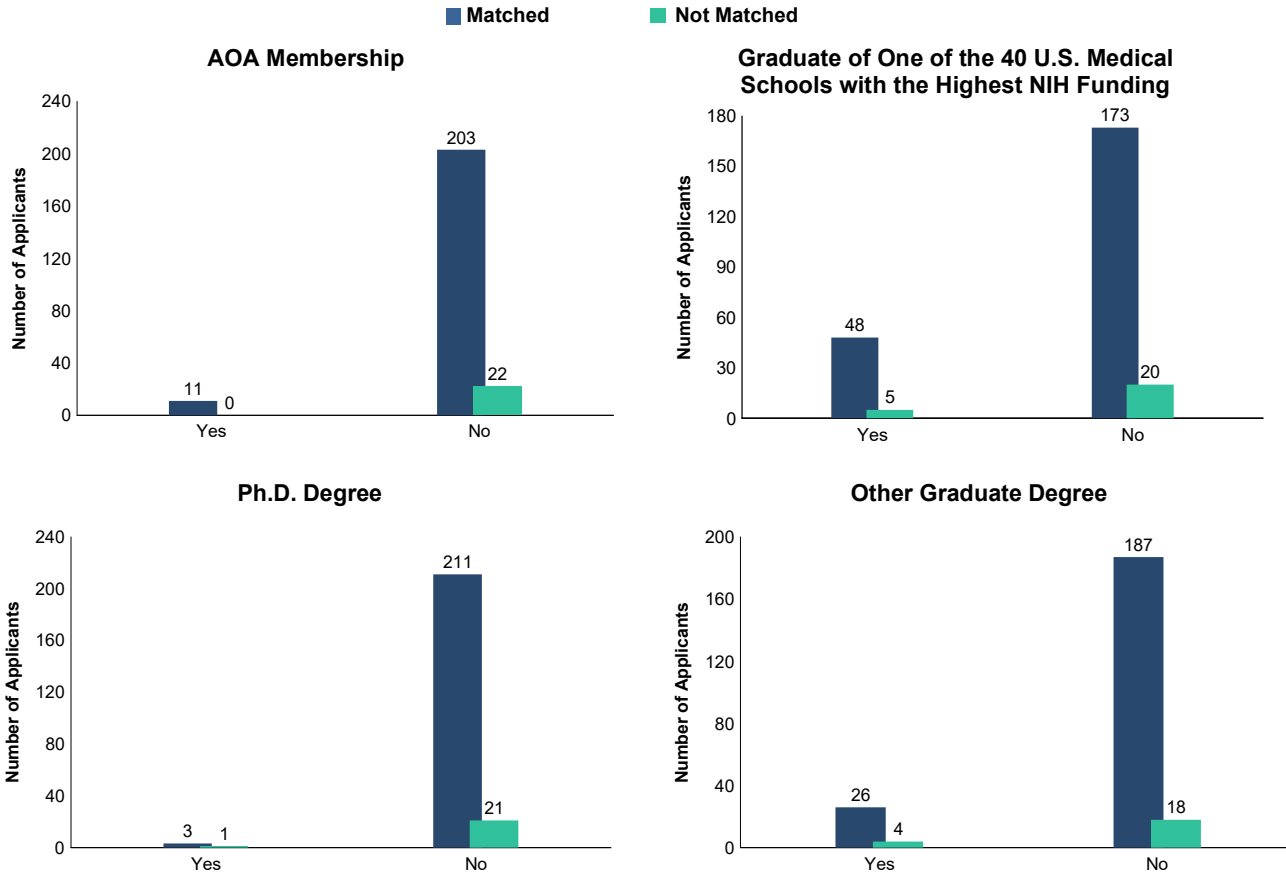 Matched
Not Matched
AOA Membership
Number of Applicants
240
200
160
120
80
40
0
11
0
203
22
Yes
No
Graduate of One of the 40 U.S. Medical
Schools with the Highest NIH Funding
Number of Applicants
180
150
120
90
60
30
0
48
5
173
20
Yes
No
Ph.D. Degree
Number of Applicants
240
200
160
120
80
40
0
3
1
211
21
Yes
No
Other Graduate Degree
Number of Applicants
200
160
120
80
40
0
26
4
187
18
Yes
No